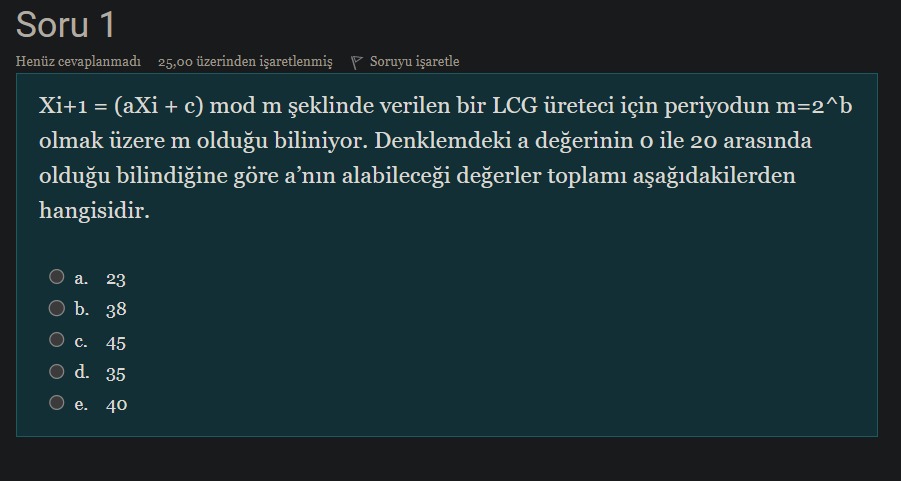 Soru 1
Henüz cevaplanmadı 25,00 üzerinden işaretlenmiş Soruyu işaretle
Xi+1 = (aXi + c) mod m şeklinde verilen bir LCG üreteci için periyodun m=2^b
olmak üzere m olduğu biliniyor. Denklemdeki a değerinin 0 ile 20 arasında
olduğu bilindiğine göre a’nın alabileceği değerler toplamı aşağıdakilerden
hangisidir.
a. 23
b. 38
c. 45
d. 35
e. 40